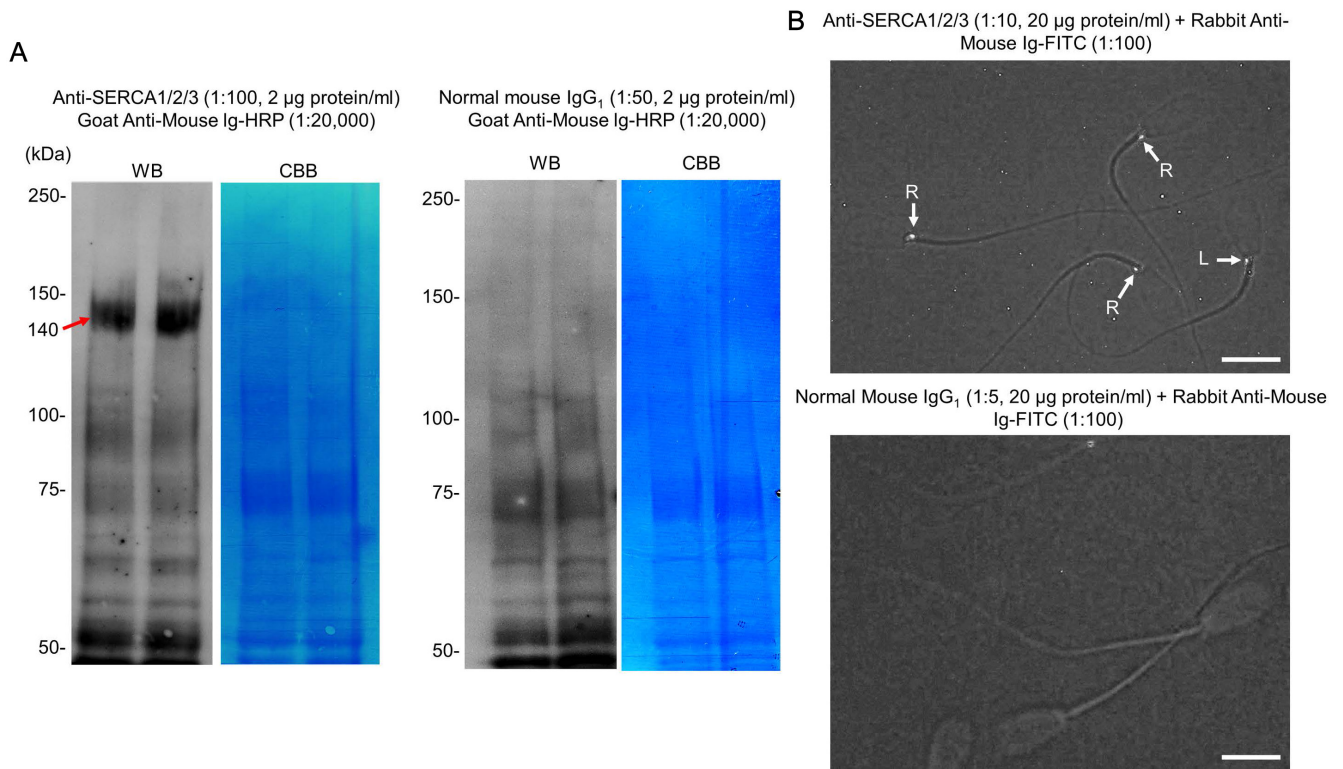 A
Anti-SERCA1/2/3 (1:100, 2 µg protein/ml)
Goat Anti-Mouse Ig-HRP (1:20,000)
(kDa)
WB
CBB
250-
150-
140
100-
75-
50-
Normal mouse IgG₁ (1:50, 2 µg protein/ml)
Goat Anti-Mouse Ig-HRP (1:20,000)
WB
CBB
250-
150-
100-
75-
50-
B
Anti-SERCA1/2/3 (1:10, 20 µg protein/ml) + Rabbit Anti-
Mouse Ig-FITC (1:100)
R
R
L
R
Normal Mouse IgG₁ (1:5, 20 µg protein/ml) + Rabbit Anti-Mouse
Ig-FITC (1:100)